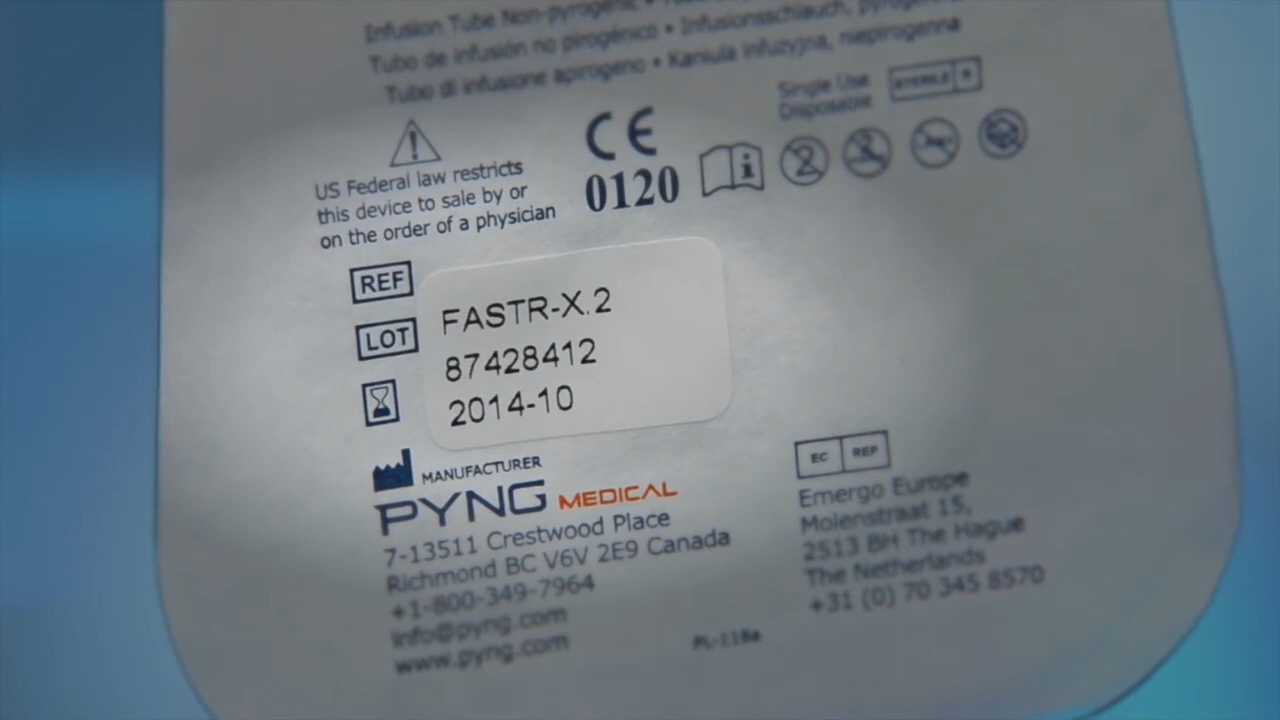 Infusion Tube Non-pyrogenic •
Tubo de infusión no pirogénico • Infusionsschlauch,
Tubo di infusione apirogeno • Kaniula infuzyjna, niepirogenna
Single Use
Disposable
STERILE R
US Federal law restricts
this device to sale by or
on the order of a physician
CE
0120
i
2
REF
FASTR-X.2
LOT
87428412
2014-10
MANUFACTURER
PYNG MEDICAL
7-13511 Crestwood Place
Richmond BC V6V 2E9 Canada
+1-800-349-7964
info@pyng.com
www.pyng.com
EC REP
Emergo Europe
Molenstraat 15,
2513 BH The Hague
The Netherlands
+31 (0) 70 345 8570
PL-118a